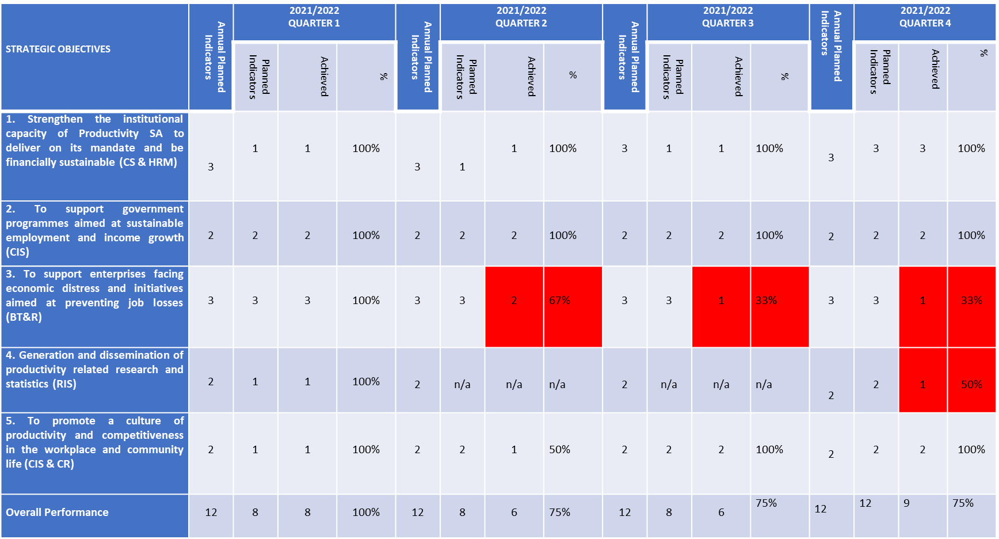 STRATEGIC OBJECTIVES
Annual Planned
Indicators
2021/2022
QUARTER 1
Annual Planned
Indicators
2021/2022
QUARTER 2
Annual Planned
Indicators
2021/2022
QUARTER 3
Annual Planned
Indicators
2021/2022
QUARTER 4
Planned
Indicators
Achieved
%
Planned
Indicators
Achieved
%
Planned
Indicators
Achieved
%
Planned
Indicators
Achieved
%
1. Strengthen the institutional
capacity of Productivity SA to
deliver on its mandate and be
financially sustainable (CS & HRM)
3
1
1
100%
3
1
1
100%
3
1
1
100%
3
3
3
100%
2. To support government
programmes aimed at sustainable
employment and income growth
(CIS)
2
2
2
100%
2
2
2
100%
2
2
2
100%
2
2
2
100%
3. To support enterprises facing
economic distress and initiatives
aimed at preventing job losses
(BT&R)
3
3
3
100%
3
3
2
67%
3
3
1
33%
3
3
1
33%
4. Generation and dissemination of
productivity related research and
statistics (RIS)
2
1
1
100%
2
n/a
n/a
n/a
2
n/a
n/a
n/a
2
2
1
50%
5. To promote a culture of
productivity and competitiveness
in the workplace and community
life (CIS & CR)
2
1
1
100%
2
2
1
50%
2
2
2
100%
2
2
2
100%
Overall Performance
12
8
8
100%
12
8
6
75%
12
8
6
75%
12
12
9
75%